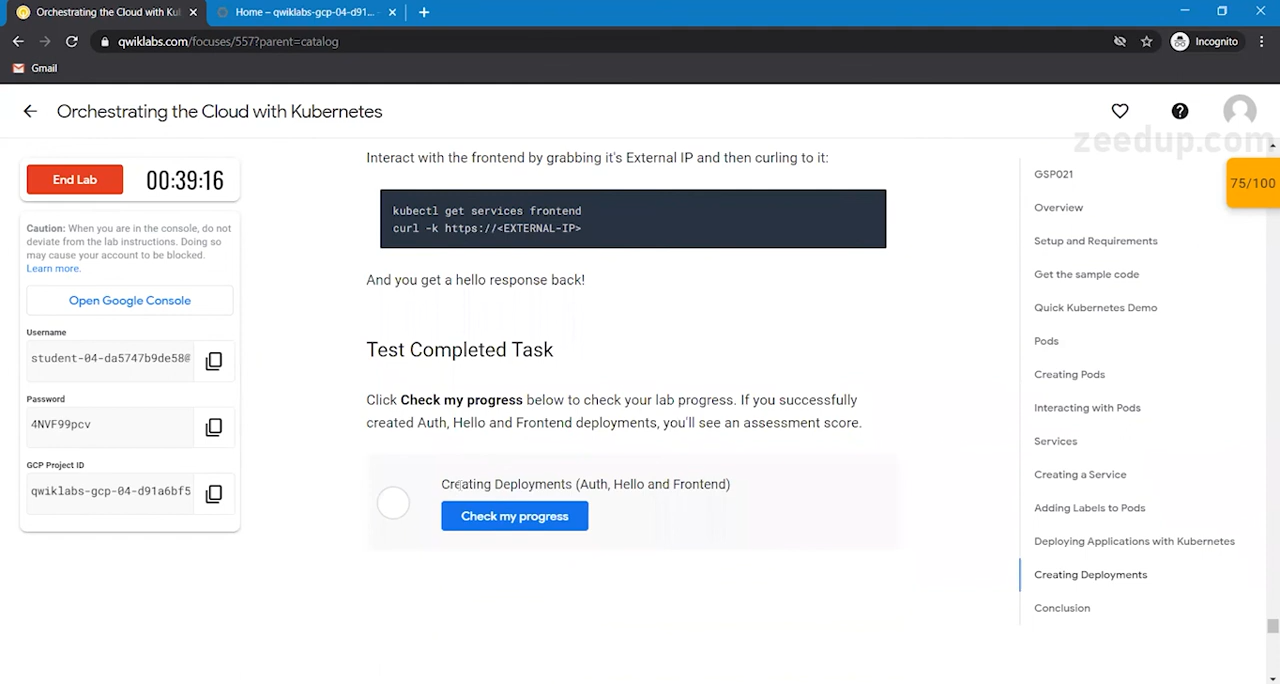 Orchestrating the Cloud with Kub
Home – qwiklabs-gcp-04-d91...
qwiklabs.com/focuses/557?parent=catalog
Incognito
Gmail
Orchestrating the Cloud with Kubernetes
zeedup.com
End Lab
00:39:16
Caution: When you are in the console, do not
deviate from the lab instructions. Doing so
may cause your account to be blocked.
Learn more.
Open Google Console
Username
student-04-da5747b9de58@
Password
4NVF99pcv
GCP Project ID
qwiklabs-gcp-04-d91a6bf5
Interact with the frontend by grabbing it's External IP and then curling to it:
kubectl get services frontend
curl -k https://<EXTERNAL-IP>
And you get a hello response back!
Test Completed Task
Click Check my progress below to check your lab progress. If you successfully
created Auth, Hello and Frontend deployments, you'll see an assessment score.
Creating Deployments (Auth, Hello and Frontend)
Check my progress
GSP021
75/100
Overview
Setup and Requirements
Get the sample code
Quick Kubernetes Demo
Pods
Creating Pods
Interacting with Pods
Services
Creating a Service
Adding Labels to Pods
Deploying Applications with Kubernetes
Creating Deployments
Conclusion